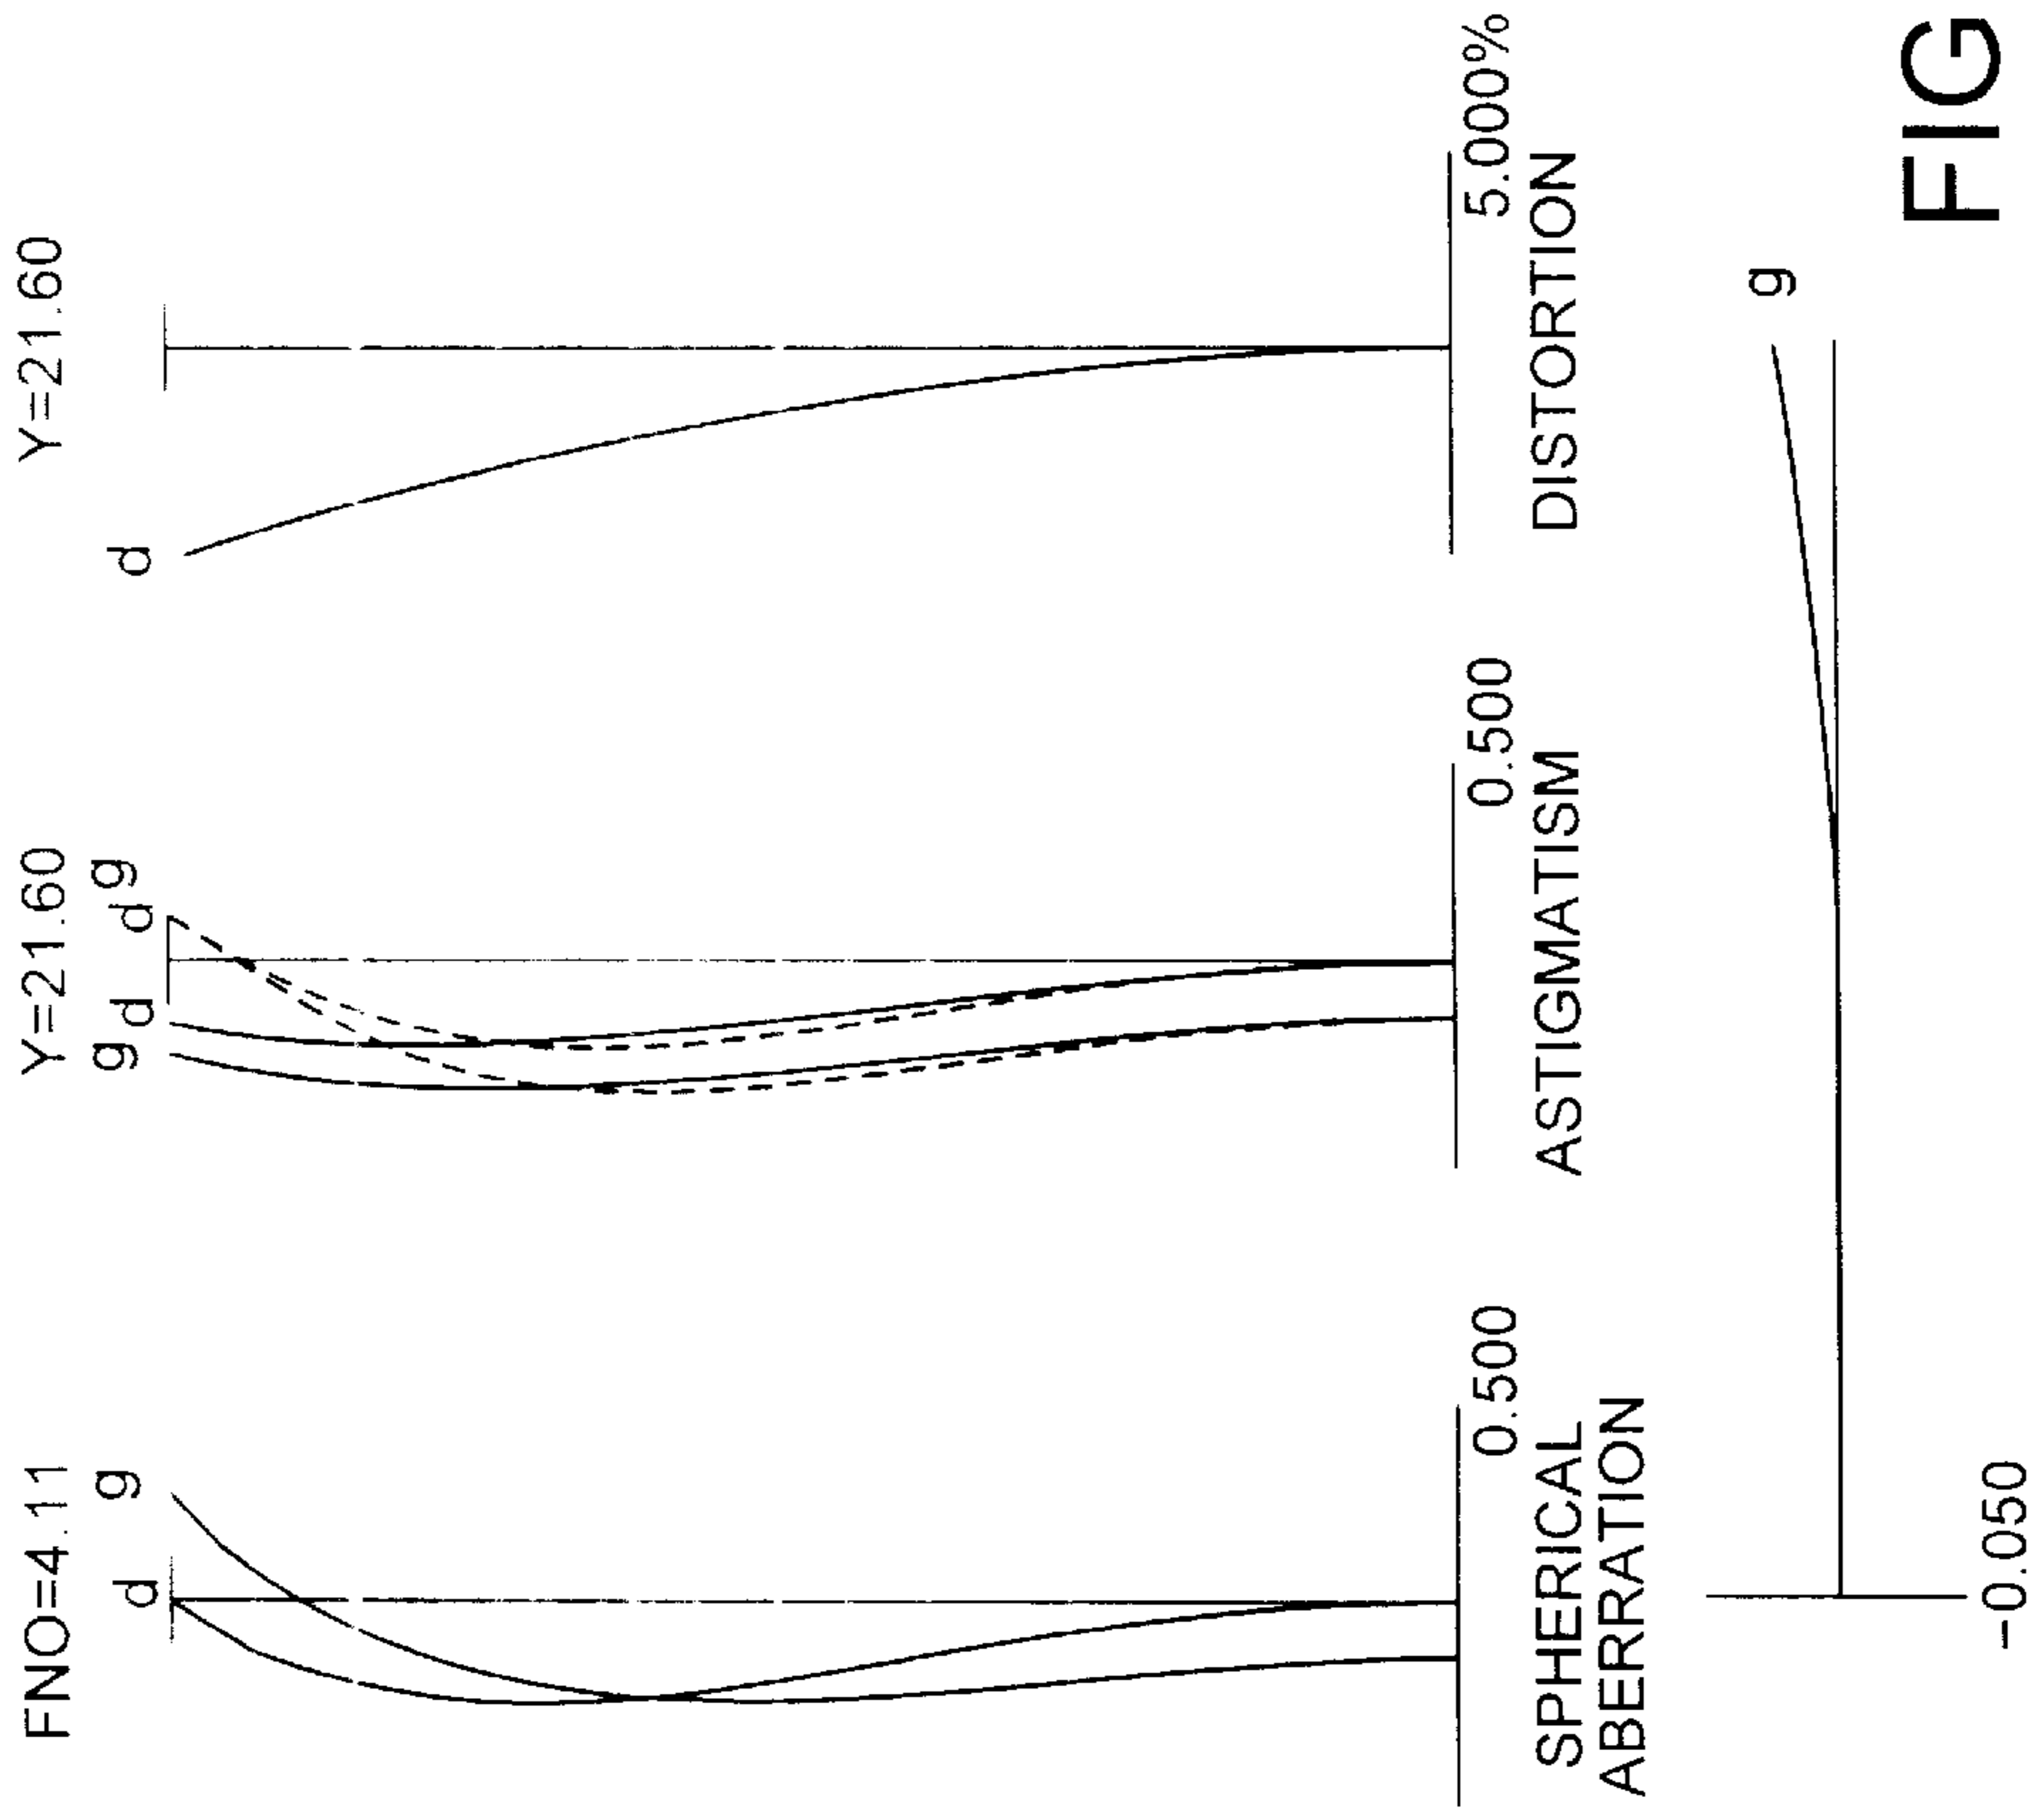 FNO=4.11
d
g
SPHERICAL
ABERRATION
0.500
Y=21.60
g
d
d
g
ASTIGMATISM
0.500
Y=21.60
d
DISTORTION
5.000%
g
-0.050
FIG